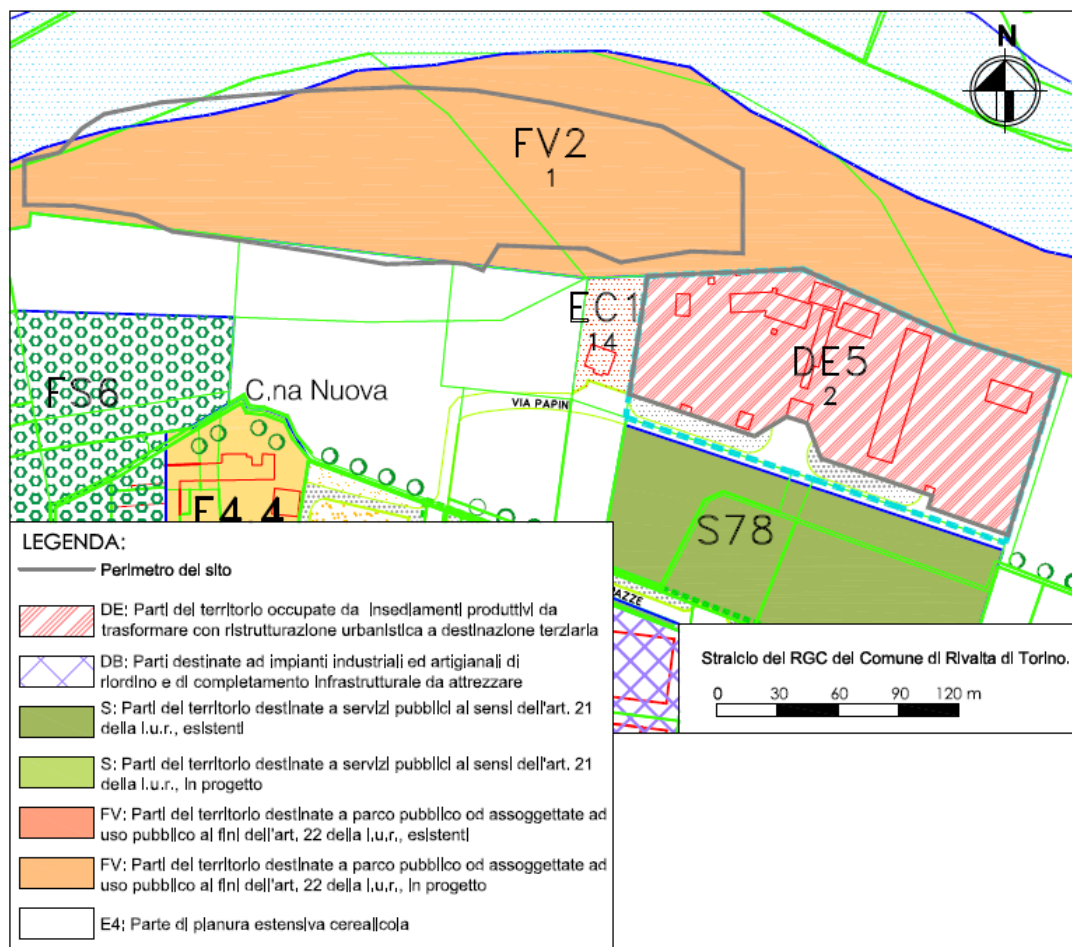 N
FV2
1
EC1
14
DE5
2
FS6
C.na Nuova
VIA PAPIN
E4.4
S78
AZZE
LEGENDA:
Perimetro del sito
DE: Parti del territorio occupate da insediamenti produttivi da
trasformare con ristrutturazione urbanistica a destinazione terziaria
DB: Parti destinate ad impianti industriali ed artigianali di
riordino e di completamento infrastrutturale da attrezzare
S: Parti del territorio destinate a servizi pubblici ai sensi dell'art. 21
della l.u.r., esistenti
S: Parti del territorio destinate a servizi pubblici ai sensi dell'art. 21
della l.u.r., in progetto
FV: Parti del territorio destinate a parco pubblico od assoggettate ad
uso pubblico ai fini dell'art. 22 della l.u.r., esistenti
FV: Parti del territorio destinate a parco pubblico od assoggettate ad
uso pubblico ai fini dell'art. 22 della l.u.r., in progetto
E4: Parte di pianura estensiva cerealicola
Stralcio del RGC del Comune di Rivalta di Torino.
0 30 60 90 120 m